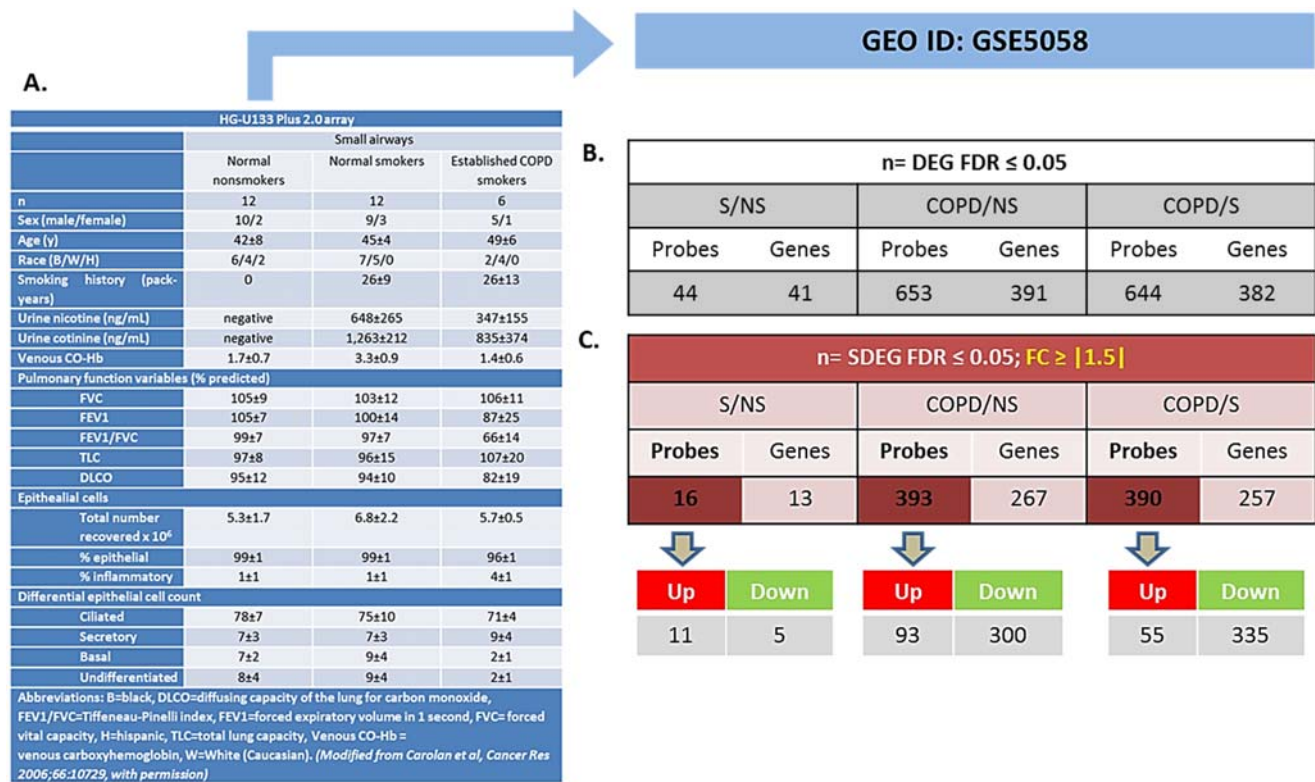 GEO ID: GSE5058
A.
HG-U133 Plus 2.0 array
Small airways
Normal nonsmokers Normal smokers Established COPD smokers
n 12 12 6
Sex (male/female) 10/2 9/3 5/1
Age (y) 42±8 45±4 49±6
Race (B/W/H) 6/4/2 7/5/0 2/4/0
Smoking history (pack-years) 0 26±9 26±13
Urine nicotine (ng/mL) negative 648±265 347±155
Urine cotinine (ng/mL) negative 1,263±212 835±374
Venous CO-Hb 1.7±0.7 3.3±0.9 1.4±0.6
Pulmonary function variables (% predicted)
FVC 105±9 103±12 106±11
FEV1 105±7 100±14 87±25
FEV1/FVC 99±7 97±7 66±14
TLC 97±8 96±15 107±20
DLCO 95±12 94±10 82±19
Epithealial cells
Total number recovered x 10⁶ 5.3±1.7 6.8±2.2 5.7±0.5
% epithelial 99±1 99±1 96±1
% inflammatory 1±1 1±1 4±1
Differential epithelial cell count
Ciliated 78±7 75±10 71±4
Secretory 7±3 7±3 9±4
Basal 7±2 9±4 2±1
Undifferentiated 8±4 9±4 2±1
Abbreviations: B=black, DLCO=diffusing capacity of the lung for carbon monoxide,
FEV1/FVC=Tiffeneau-Pinelli index, FEV1=forced expiratory volume in 1 second, FVC= forced
vital capacity, H=hispanic, TLC=total lung capacity, Venous CO-Hb =
venous carboxyhemoglobin, W=White (Caucasian). (Modified from Carolan et al, Cancer Res
2006;66:10729, with permission)
B.
n= DEG FDR ≤ 0.05
S/NS COPD/NS COPD/S
Probes Genes Probes Genes Probes Genes
44 41 653 391 644 382
C.
n= SDEG FDR ≤ 0.05; FC ≥ |1.5|
S/NS COPD/NS COPD/S
Probes Genes Probes Genes Probes Genes
16 13 393 267 390 257
Up Down Up Down Up Down
11 5 93 300 55 335